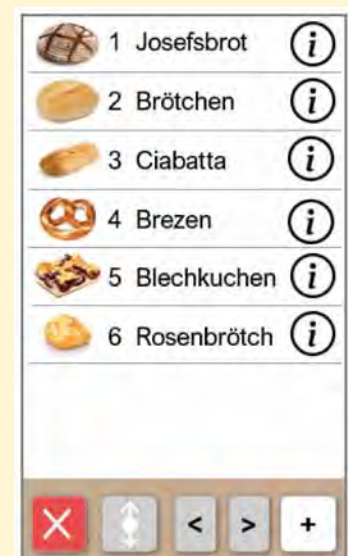 1 Josefsbrot i
2 Brötchen i
3 Ciabatta i
4 Brezen i
5 Blechkuchen i
6 Rosenbrötch i
< > +